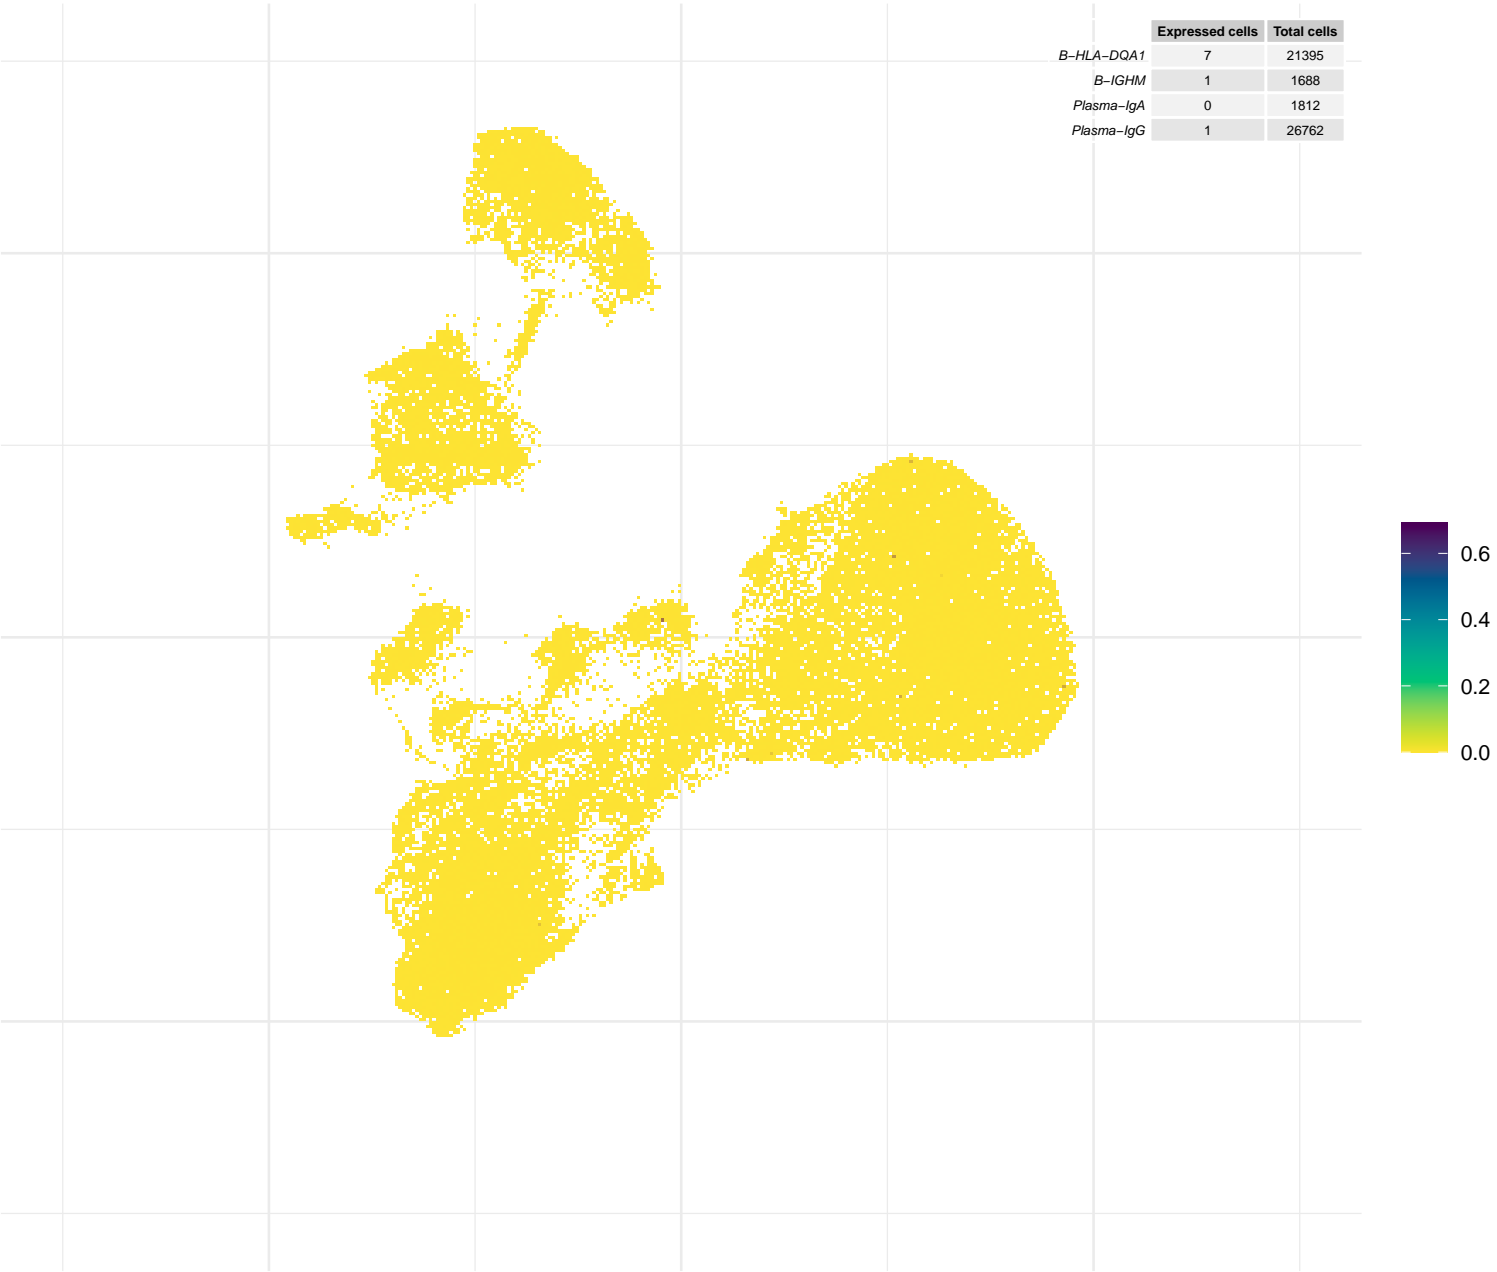 Expressed cells Total cells
B−HLA−DQA1 7 21395
B−IGHM 1 1688
Plasma−IgA 0 1812
Plasma−IgG 1 26762
0.6
0.4
0.2
0.0